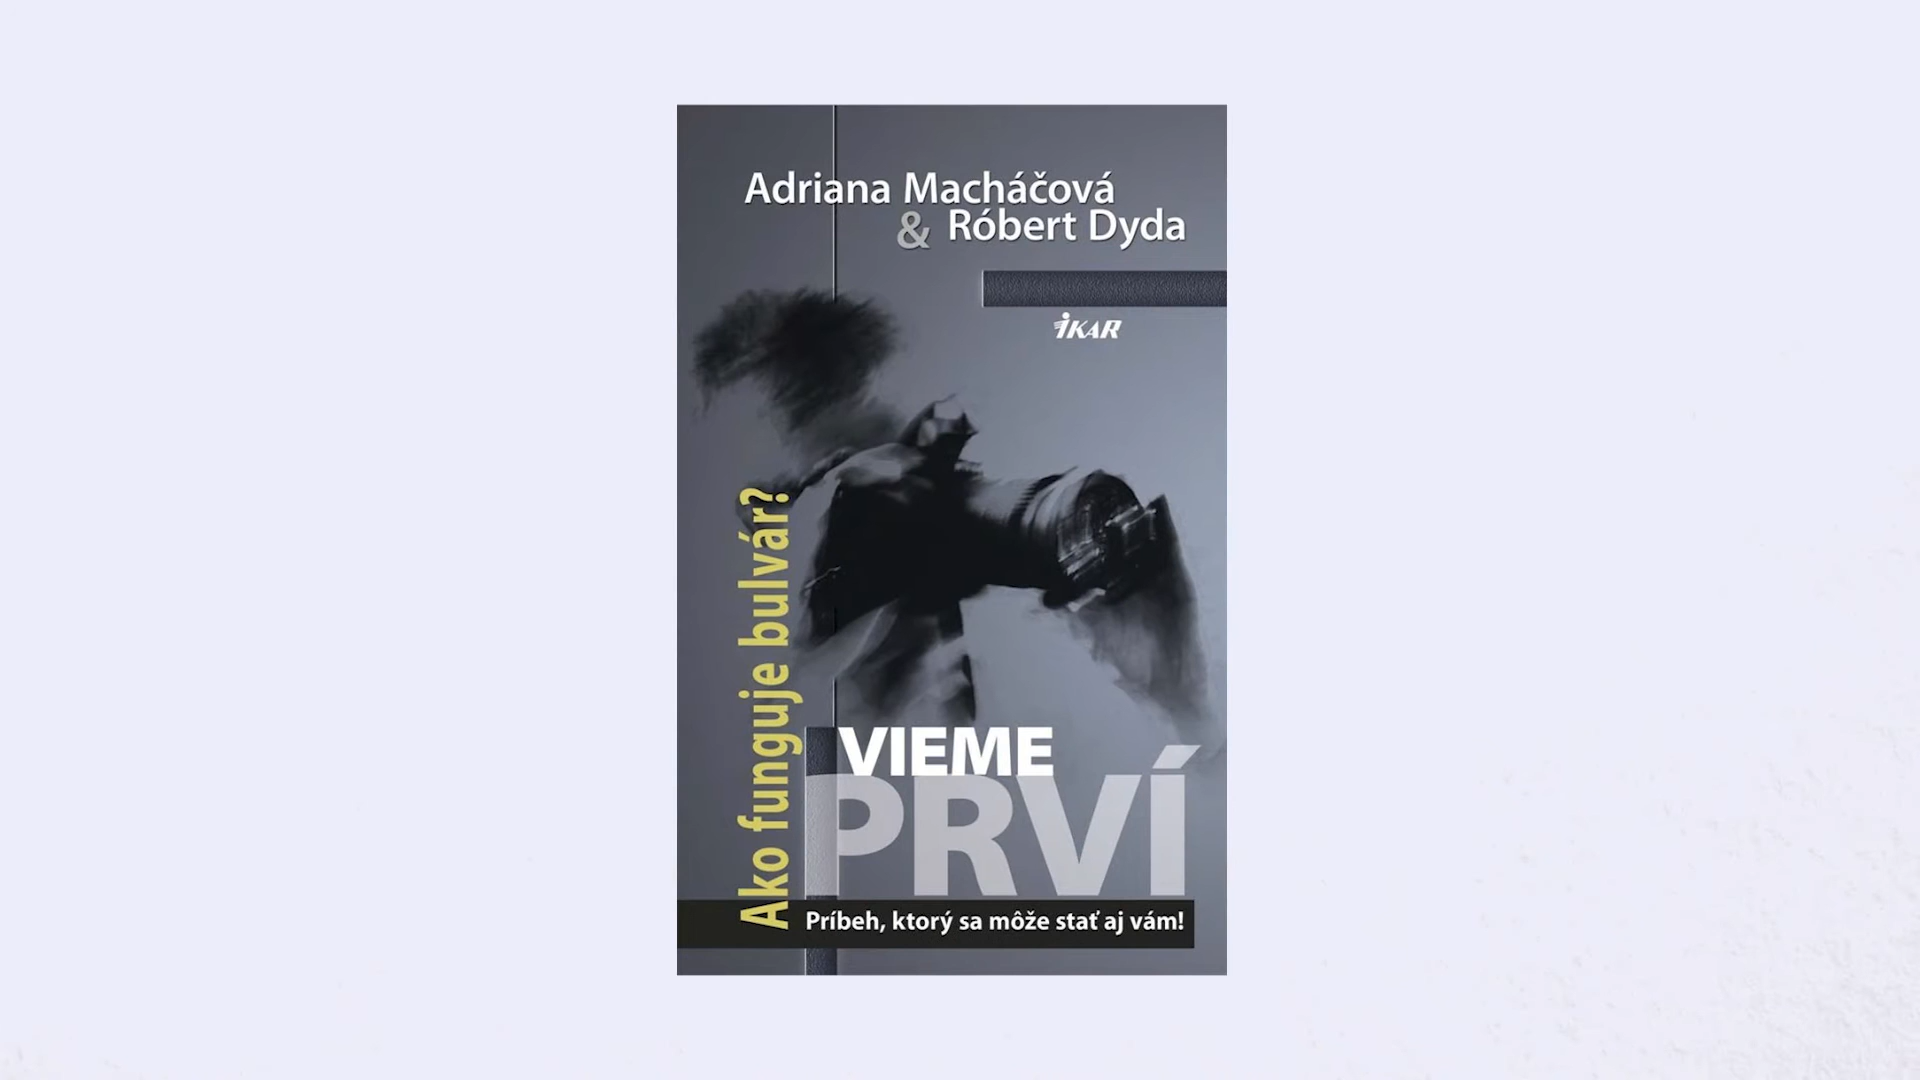 Adriana Macháčová
& Róbert Dyda
iKAR
Ako funguje bulvár?
VIEME
PRVÍ
Príbeh, ktorý sa môže stať aj vám!